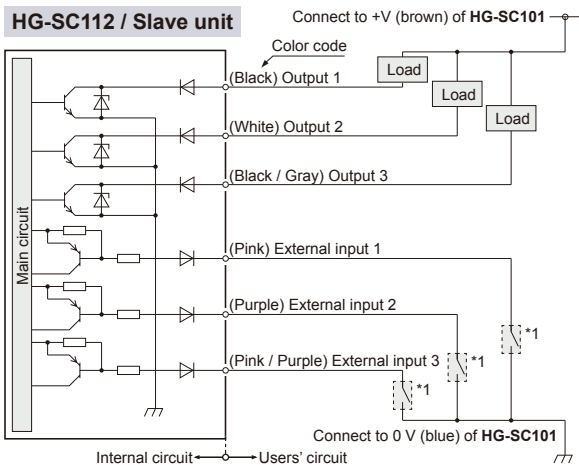 HG-SC112 / Slave unit
Connect to +V (brown) of HG-SC101
Color code
(Black) Output 1
Load
(White) Output 2
Load
(Black / Gray) Output 3
Load
Main circuit
(Pink) External input 1
*1
(Purple) External input 2
*1
(Pink / Purple) External input 3
*1
Connect to 0 V (blue) of HG-SC101
Internal circuit
Users' circuit